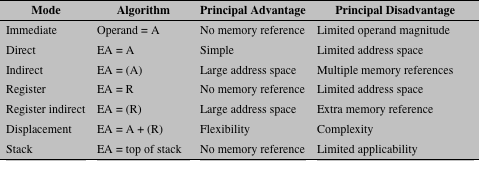 Mode Algorithm Principal Advantage Principal Disadvantage
Immediate Operand = A No memory reference Limited operand magnitude
Direct EA = A Simple Limited address space
Indirect EA = (A) Large address space Multiple memory references
Register EA = R No memory reference Limited address space
Register indirect EA = (R) Large address space Extra memory reference
Displacement EA = A + (R) Flexibility Complexity
Stack EA = top of stack No memory reference Limited applicability